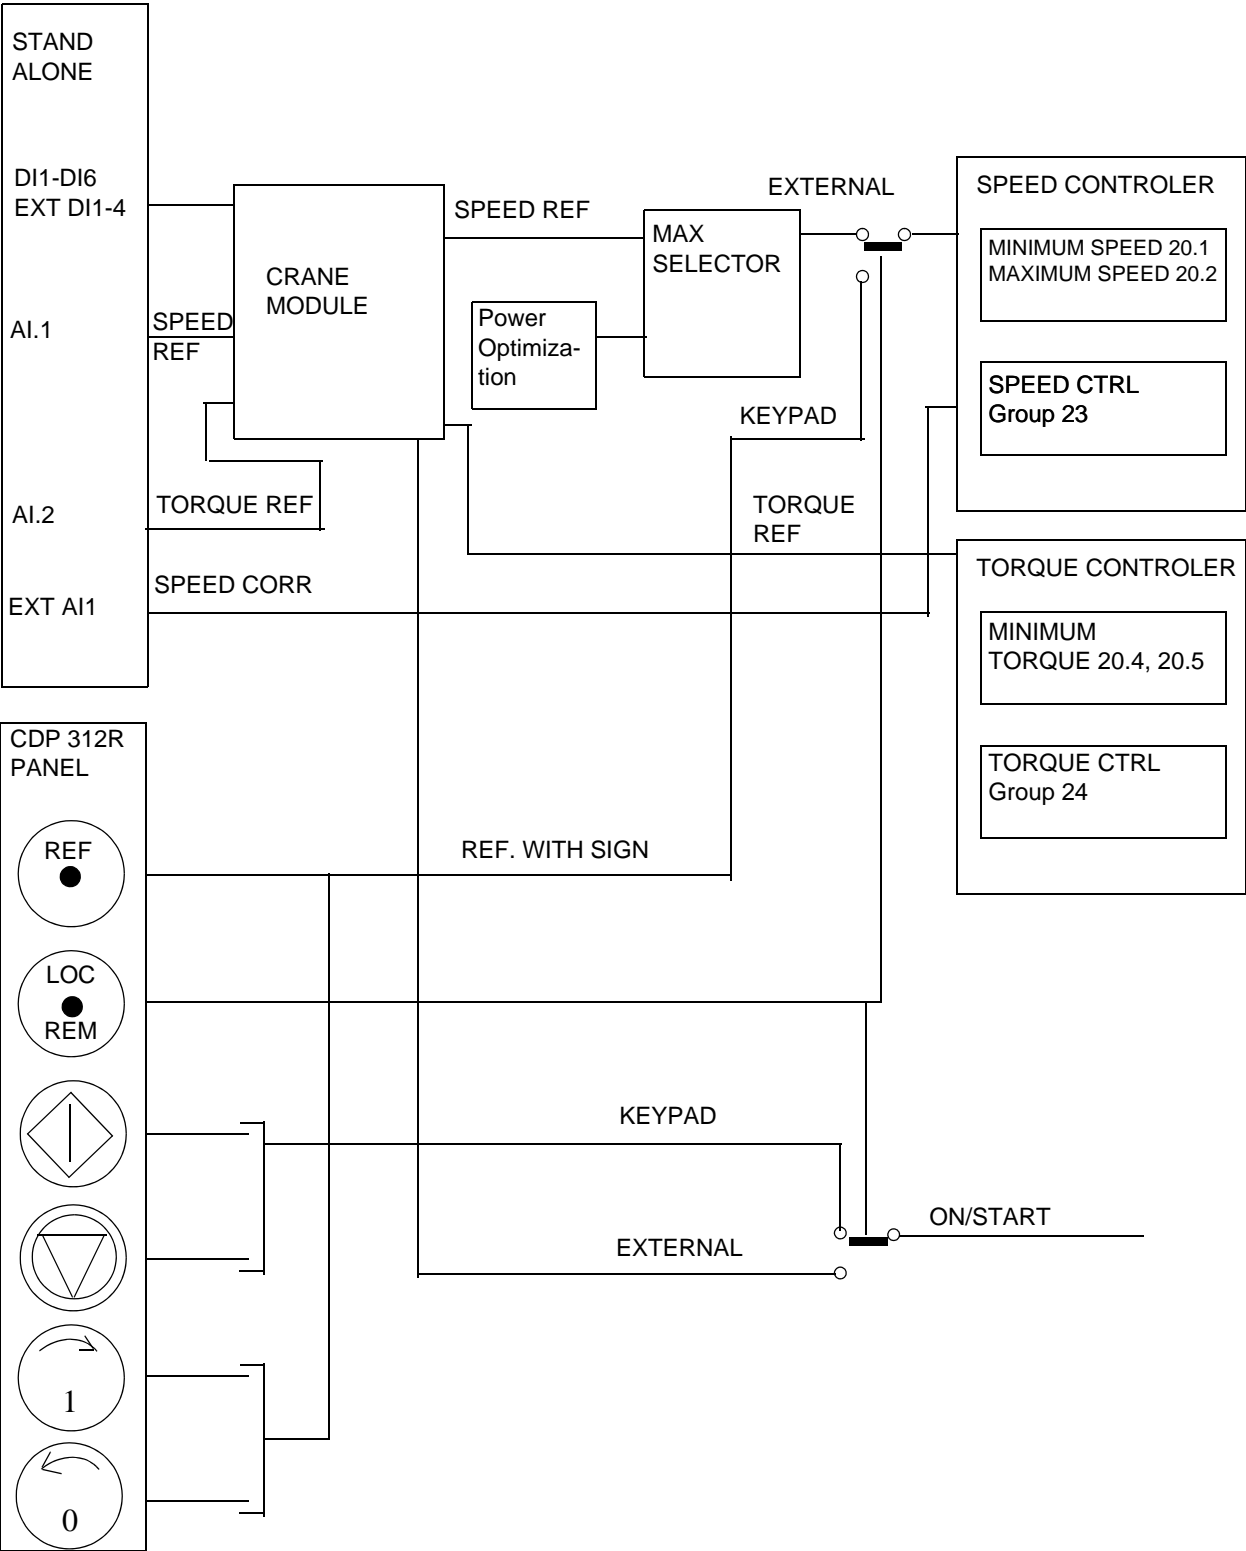 STAND
ALONE
DI1-DI6
EXT DI1-4
AI.1
SPEED
REF
AI.2
TORQUE REF
EXT AI1
SPEED CORR
CRANE
MODULE
SPEED REF
Power
Optimiza-
tion
MAX
SELECTOR
EXTERNAL
KEYPAD
TORQUE
REF
SPEED CONTROLER
MINIMUM SPEED 20.1
MAXIMUM SPEED 20.2
SPEED CTRL
Group 23
TORQUE CONTROLER
MINIMUM
TORQUE 20.4, 20.5
TORQUE CTRL
Group 24
CDP 312R
PANEL
REF
REF. WITH SIGN
LOC
REM
KEYPAD
EXTERNAL
ON/START
1
0